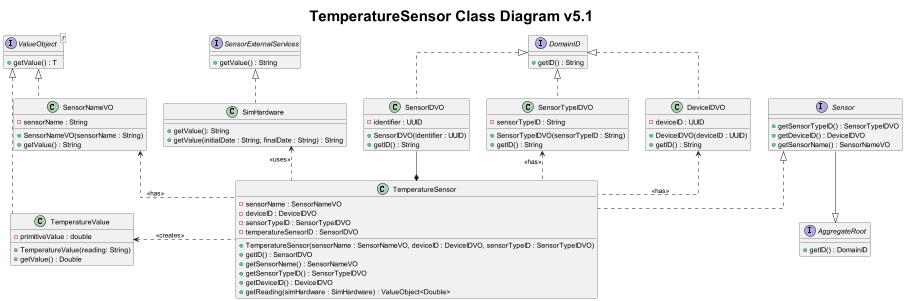 TemperatureSensor Class Diagram v5.1
I ValueObject T
getValue() : T
I SensorExternalServices
getValue() : String
I DomainID
getID() : String
C SensorNameVO
sensorName : String
SensorNameVO(sensorName : String)
getValue() : String
C SimHardware
getValue(): String
getValue(initialDate : String, finalDate : String) : String
C SensorIDVO
identifier : UUID
SensorIDVO(identifier : UUID)
getID() : String
C SensorTypeIDVO
sensorTypeID : String
SensorTypeIDVO(sensorTypeID : String)
getID() : String
C DeviceIDVO
deviceID : UUID
DeviceIDVO(deviceID : UUID)
getID() : String
I Sensor
getSensorTypeID() : SensorTypeIDVO
getDeviceID() : DeviceIDVO
getSensorName() : SensorNameVO
«uses»
«has»
«has»
«has»
C TemperatureSensor
sensorName : SensorNameVO
deviceID : DeviceIDVO
sensorTypeID : SensorTypeIDVO
temperatureSensorID : SensorIDVO
TemperatureSensor(sensorName : SensorNameVO, deviceID : DeviceIDVO, sensorTypeID : SensorTypeIDVO)
getID() : SensorIDVO
getSensorName() : SensorNameVO
getSensorTypeID() : SensorTypeIDVO
getDeviceID() : DeviceIDVO
getReading(simHardware : SimHardware) : ValueObject<Double>
«creates»
C TemperatureValue
primitiveValue : double
TemperatureValue(reading: String)
getValue() : Double
I AggregateRoot
getID() : DomainID